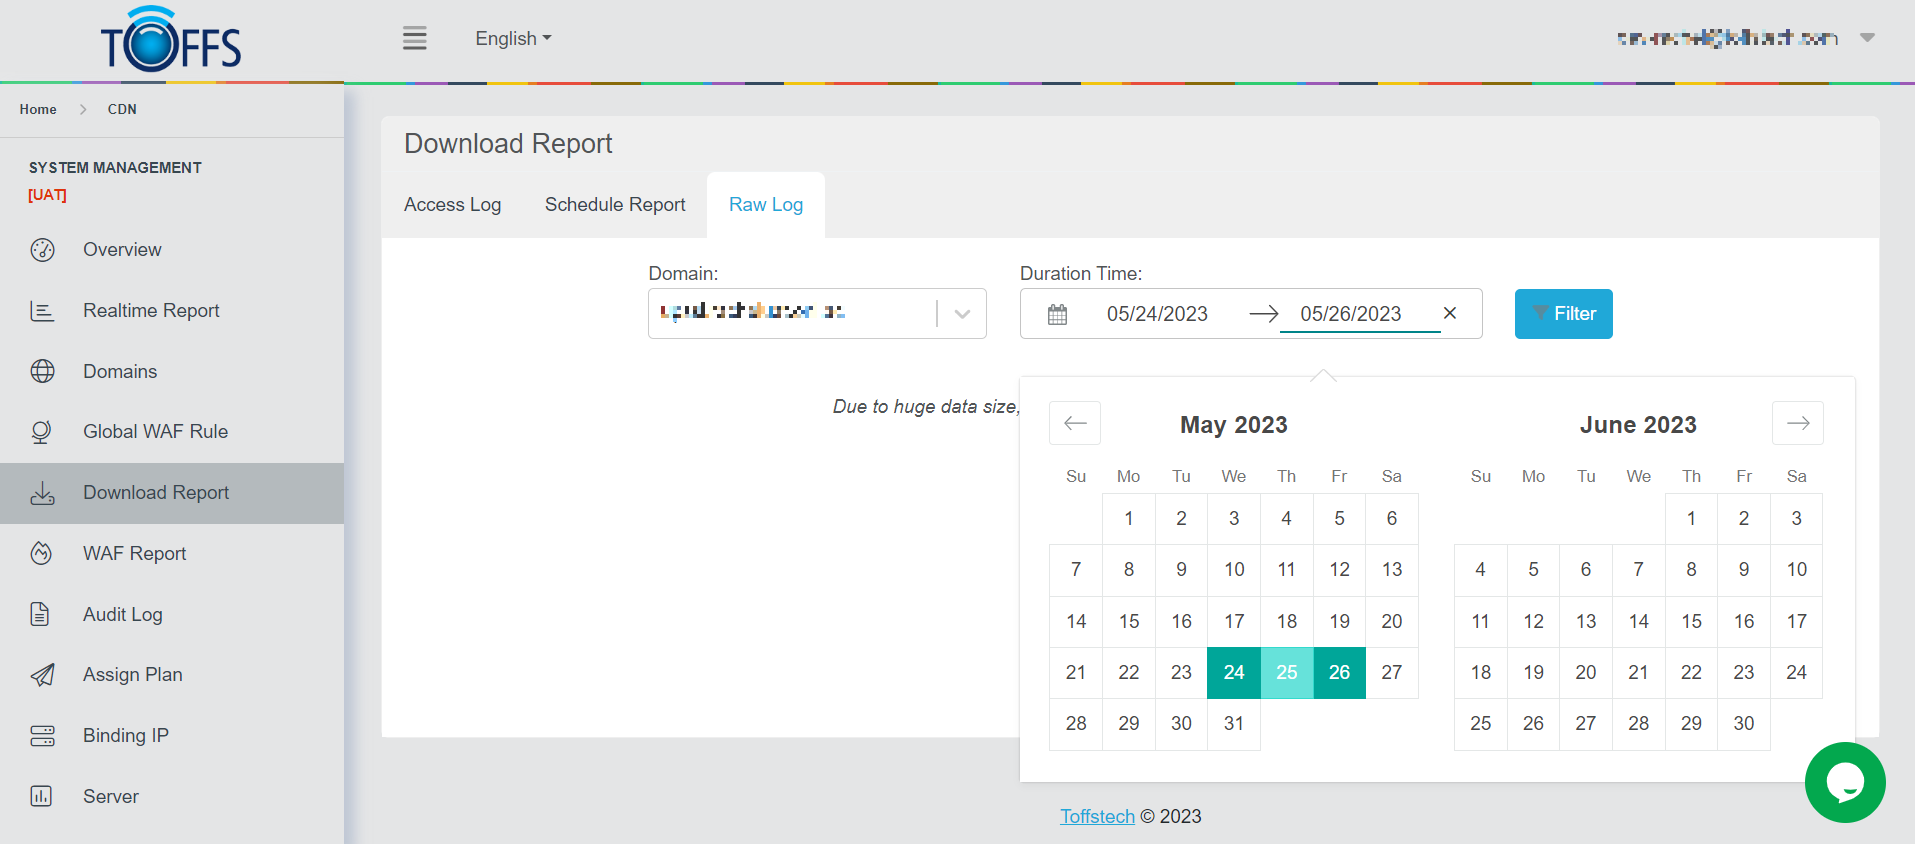 TOFFS
English
Home
CDN
SYSTEM MANAGEMENT
[UAT]
Overview
Realtime Report
Domains
Global WAF Rule
Download Report
WAF Report
Audit Log
Assign Plan
Binding IP
Server
Download Report
Access Log
Schedule Report
Raw Log
Domain:
Duration Time:
05/24/2023
05/26/2023
Filter
Due to huge data size,
May 2023
Su Mo Tu We Th Fr Sa
1 2 3 4 5 6
7 8 9 10 11 12 13
14 15 16 17 18 19 20
21 22 23 24 25 26 27
28 29 30 31
June 2023
Su Mo Tu We Th Fr Sa
1 2 3
4 5 6 7 8 9 10
11 12 13 14 15 16 17
18 19 20 21 22 23 24
25 26 27 28 29 30
Toffstech © 2023